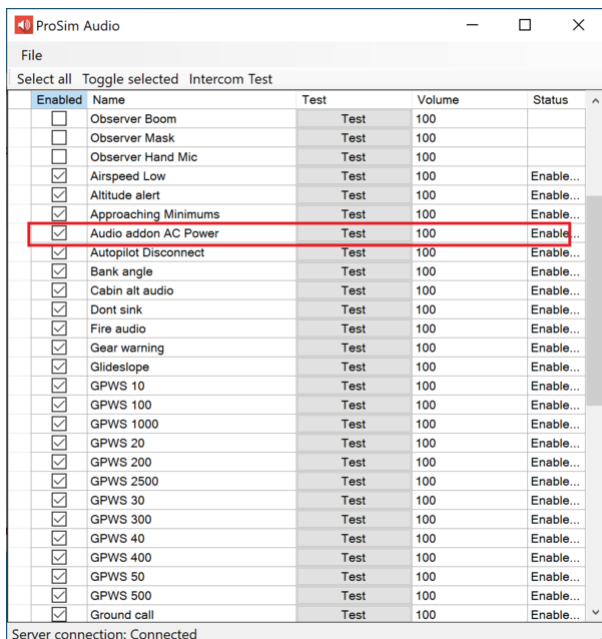 ProSim Audio
File
Select all Toggle selected Intercom Test
Enabled Name Test Volume Status
Observer Boom Test 100
Observer Mask Test 100
Observer Hand Mic Test 100
Airspeed Low Test 100 Enable...
Altitude alert Test 100 Enable...
Approaching Minimums Test 100 Enable...
Audio addon AC Power Test 100 Enable...
Autopilot Disconnect Test 100 Enable...
Bank angle Test 100 Enable...
Cabin alt audio Test 100 Enable...
Dont sink Test 100 Enable...
Fire audio Test 100 Enable...
Gear warning Test 100 Enable...
Glideslope Test 100 Enable...
GPWS 10 Test 100 Enable...
GPWS 100 Test 100 Enable...
GPWS 1000 Test 100 Enable...
GPWS 20 Test 100 Enable...
GPWS 200 Test 100 Enable...
GPWS 2500 Test 100 Enable...
GPWS 30 Test 100 Enable...
GPWS 300 Test 100 Enable...
GPWS 40 Test 100 Enable...
GPWS 400 Test 100 Enable...
GPWS 50 Test 100 Enable...
GPWS 500 Test 100 Enable...
Ground call Test 100 Enable...
Server connection: Connected